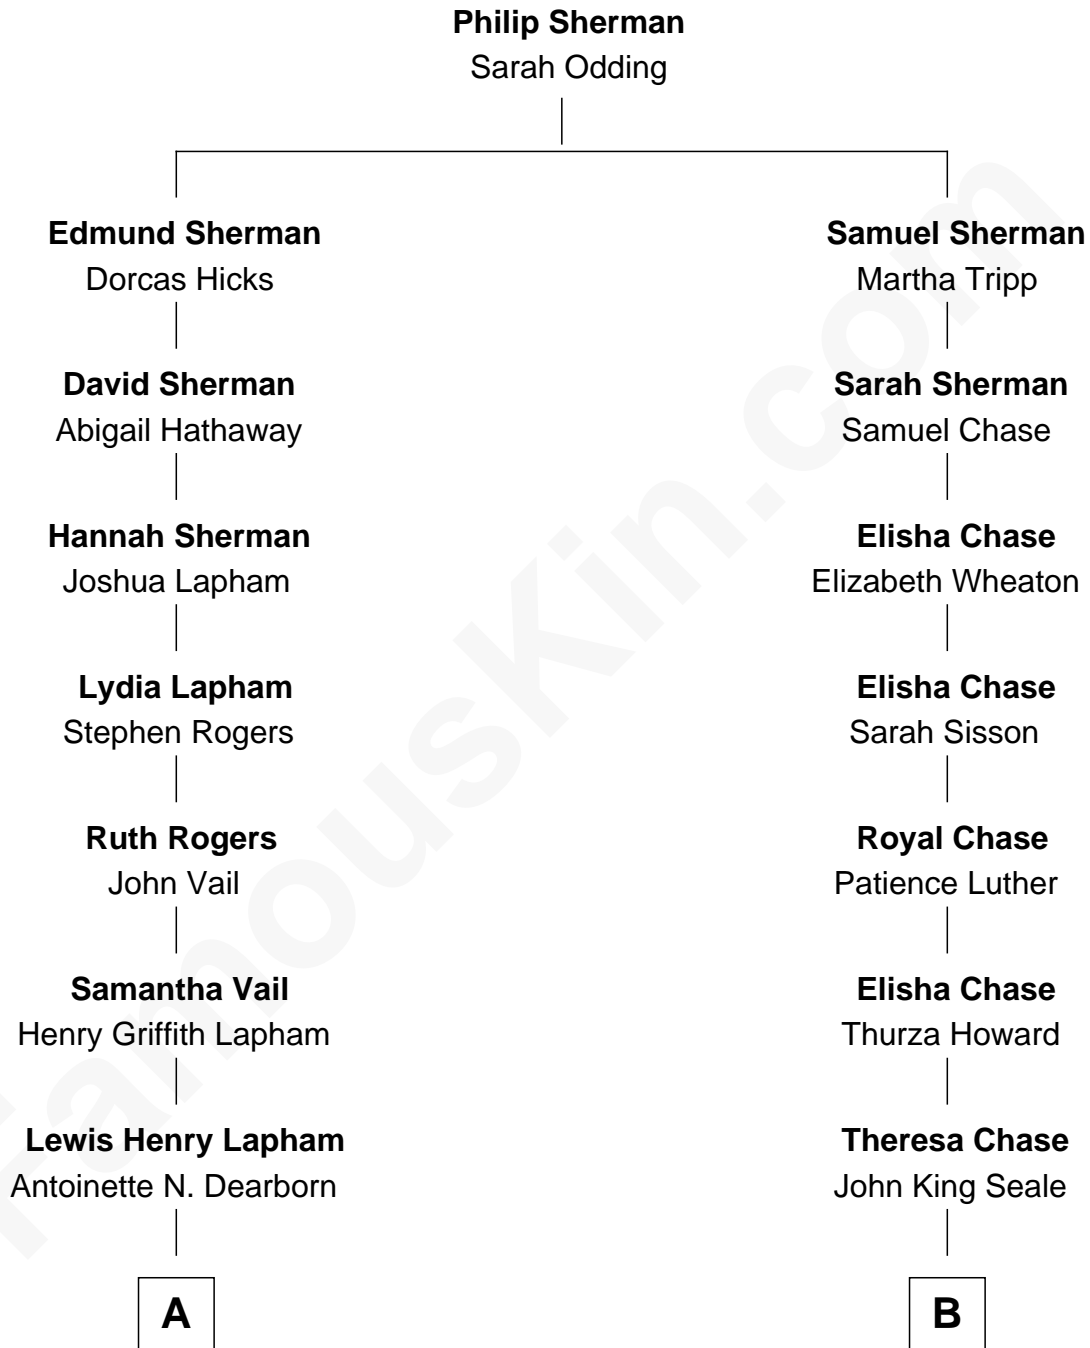 Philip Sherman
Sarah Odding
Edmund Sherman
Dorcas Hicks
David Sherman
Abigail Hathaway
Hannah Sherman
Joshua Lapham
Lydia Lapham
Stephen Rogers
Ruth Rogers
John Vail
Samantha Vail
Henry Griffith Lapham
Lewis Henry Lapham
Antoinette N. Dearborn
A
Samuel Sherman
Martha Tripp
Sarah Sherman
Samuel Chase
Elisha Chase
Elizabeth Wheaton
Elisha Chase
Sarah Sisson
Royal Chase
Patience Luther
Elisha Chase
Thurza Howard
Theresa Chase
John King Seale
B
FamousKin.com